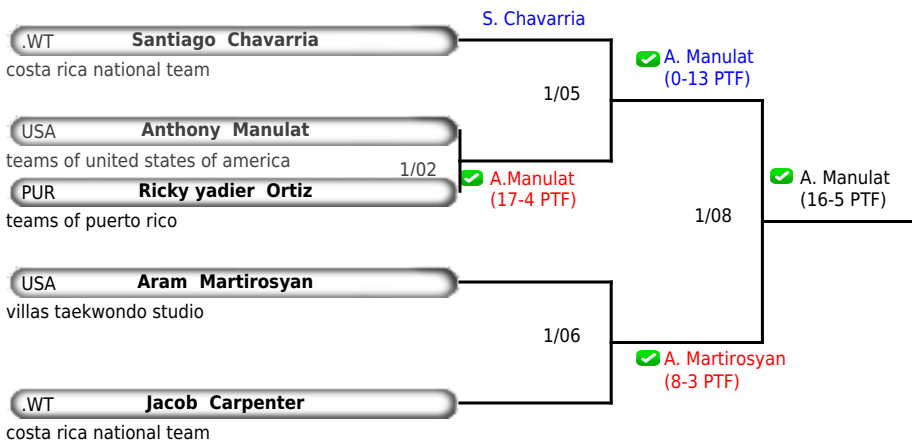 S. Chavarria
.WT Santiago Chavarria
costa rica national team
A. Manulat
(0-13 PTF)
1/05
USA Anthony Manulat
teams of united states of america
1/02
PUR Ricky yadier Ortiz
teams of puerto rico
A.Manulat
(17-4 PTF)
A. Manulat
(16-5 PTF)
1/08
USA Aram Martirosyan
villas taekwondo studio
1/06
A. Martirosyan
(8-3 PTF)
.WT Jacob Carpenter
costa rica national team